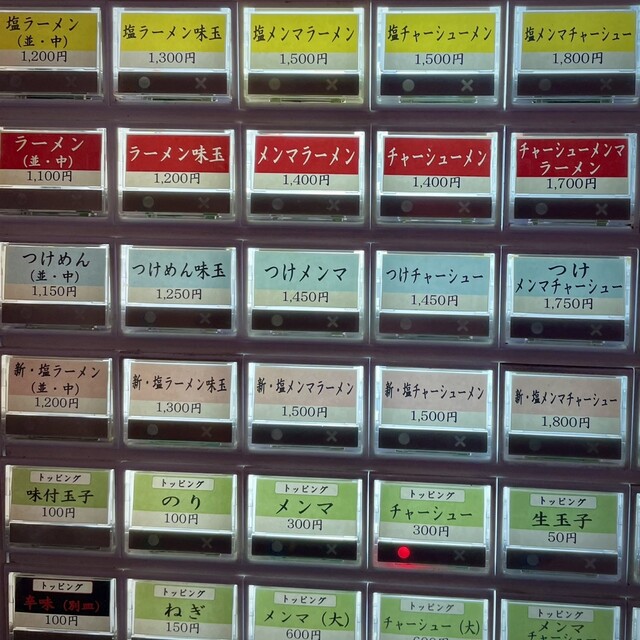 塩ラーメン
(並・中)
1,200円
塩ラーメン味玉
1,300円
塩メンマラーメン
1,500円
塩チャーシューメン
1,500円
塩メンマチャーシュー
1,800円
ラーメン
(並・中)
1,100円
ラーメン味玉
1,200円
メンマラーメン
1,400円
チャーシューメン
1,400円
チャーシューメンマ
ラーメン
1,700円
つけめん
(並・中)
1,150円
つけめん味玉
1,250円
つけメンマ
1,450円
つけチャーシュー
1,450円
つけ
メンマチャーシュー
1,750円
新・塩ラーメン
(並・中)
1,200円
新・塩ラーメン味玉
1,300円
新・塩メンマラーメン
1,500円
新・塩チャーシューメン
1,500円
新・塩メンマチャーシュー
1,800円
トッピング
味付玉子
100円
トッピング
のり
100円
トッピング
メンマ
300円
トッピング
チャーシュー
300円
トッピング
生玉子
50円
トッピング
辛味(別皿)
100円
トッピング
ねぎ
150円
トッピング
メンマ(大)
600円
トッピング
チャーシュー(大)
600円
トッピング
メンマ
チャーシュー